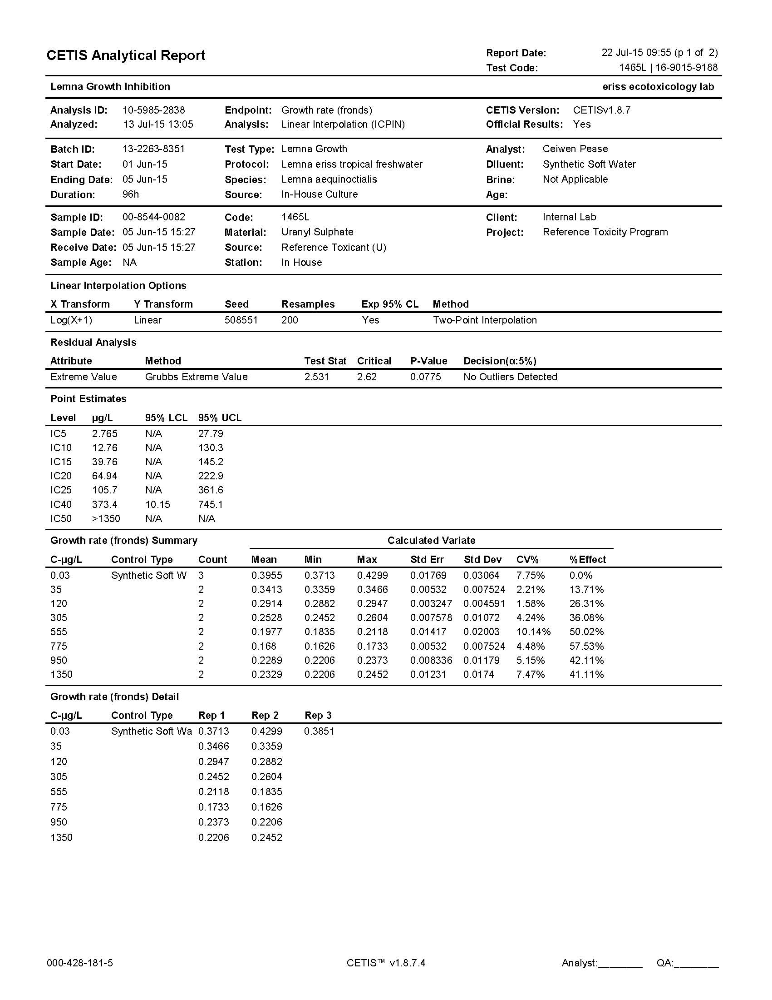 CETIS Analytical Report
Report Date: 22 Jul-15 09:55 (p 1 of 2)
Test Code: 1465L | 16-9015-9188
Lemna Growth Inhibition eriss ecotoxicology lab
Analysis ID: 10-5985-2838 Endpoint: Growth rate (fronds) CETIS Version: CETISv1.8.7
Analyzed: 13 Jul-15 13:05 Analysis: Linear Interpolation (ICPIN) Official Results: Yes
Batch ID: 13-2263-8351 Test Type: Lemna Growth Analyst: Ceiwen Pease
Start Date: 01 Jun-15 Protocol: Lemna eriss tropical freshwater Diluent: Synthetic Soft Water
Ending Date: 05 Jun-15 Species: Lemna aequinoctialis Brine: Not Applicable
Duration: 96h Source: In-House Culture Age:
Sample ID: 00-8544-0082 Code: 1465L Client: Internal Lab
Sample Date: 05 Jun-15 15:27 Material: Uranyl Sulphate Project: Reference Toxicity Program
Receive Date: 05 Jun-15 15:27 Source: Reference Toxicant (U)
Sample Age: NA Station: In House
Linear Interpolation Options
X Transform Y Transform Seed Resamples Exp 95% CL Method
Log(X+1) Linear 508551 200 Yes Two-Point Interpolation
Residual Analysis
Attribute Method Test Stat Critical P-Value Decision(α:5%)
Extreme Value Grubbs Extreme Value 2.531 2.62 0.0775 No Outliers Detected
Point Estimates
Level µg/L 95% LCL 95% UCL
IC5 2.765 N/A 27.79
IC10 12.76 N/A 130.3
IC15 39.76 N/A 145.2
IC20 64.94 N/A 222.9
IC25 105.7 N/A 361.6
IC40 373.4 10.15 745.1
IC50 >1350 N/A N/A
Growth rate (fronds) Summary Calculated Variate
C-µg/L Control Type Count Mean Min Max Std Err Std Dev CV% %Effect
0.03 Synthetic Soft W 3 0.3955 0.3713 0.4299 0.01769 0.03064 7.75% 0.0%
35 2 0.3413 0.3359 0.3466 0.00532 0.007524 2.21% 13.71%
120 2 0.2914 0.2882 0.2947 0.003247 0.004591 1.58% 26.31%
305 2 0.2528 0.2452 0.2604 0.007578 0.01072 4.24% 36.08%
555 2 0.1977 0.1835 0.2118 0.01417 0.02003 10.14% 50.02%
775 2 0.168 0.1626 0.1733 0.00532 0.007524 4.48% 57.53%
950 2 0.2289 0.2206 0.2373 0.008336 0.01179 5.15% 42.11%
1350 2 0.2329 0.2206 0.2452 0.01231 0.0174 7.47% 41.11%
Growth rate (fronds) Detail
C-µg/L Control Type Rep 1 Rep 2 Rep 3
0.03 Synthetic Soft Wa 0.3713 0.4299 0.3851
35 0.3466 0.3359
120 0.2947 0.2882
305 0.2452 0.2604
555 0.2118 0.1835
775 0.1733 0.1626
950 0.2373 0.2206
1350 0.2206 0.2452
000-428-181-5 CETIS™ v1.8.7.4 Analyst:________ QA:________